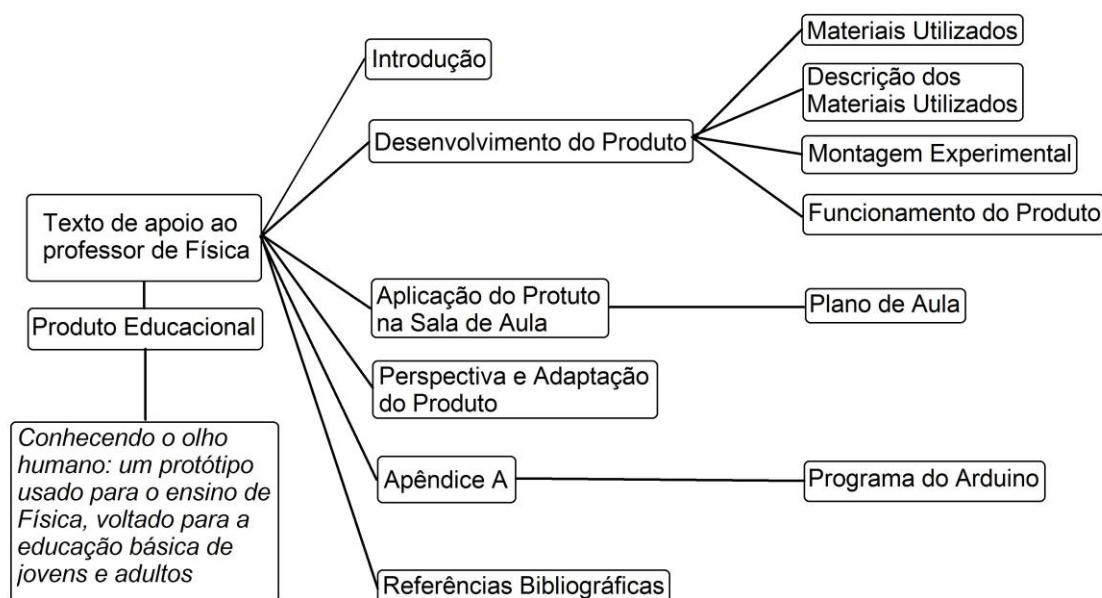 Texto de apoio ao
professor de Física
Produto Educacional
Conhecendo o olho
humano: um protótipo
usado para o ensino de
Física, voltado para a
educação básica de
jovens e adultos
Introdução
Desenvolvimento do Produto
Materiais Utilizados
Descrição dos
Materiais Utilizados
Montagem Experimental
Funcionamento do Produto
Aplicação do Protuto
na Sala de Aula
Plano de Aula
Perspectiva e Adaptação
do Produto
Apêndice A
Programa do Arduino
Referências Bibliográficas